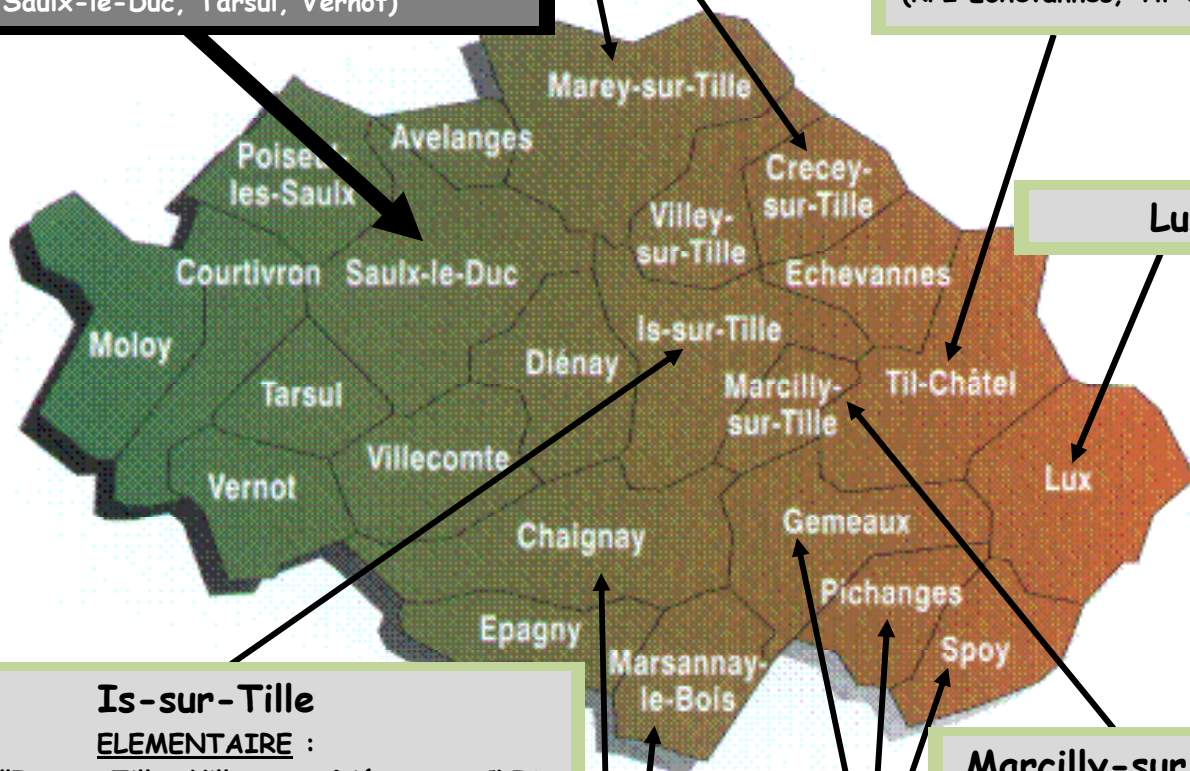 Saulx-le-Duc, Tarsul, Vernot)
Marey-sur-Tille
Avelanges
Poiseul
les-Saulx
Crecey-
sur-Tille
Villey-
sur-Tille
Courtivron
Saulx-le-Duc
Echevannes
Moloy
Is-sur-Tille
Diénay
Tarsul
Marcilly-
sur-Tille
Til-Châtel
Vernot
Villecomte
Lux
Chaignay
Gemeaux
Pichanges
Epagny
Spoy
Marsannay-
le-Bois
Is-sur-Tille
ELEMENTAIRE :
Marcilly-sur